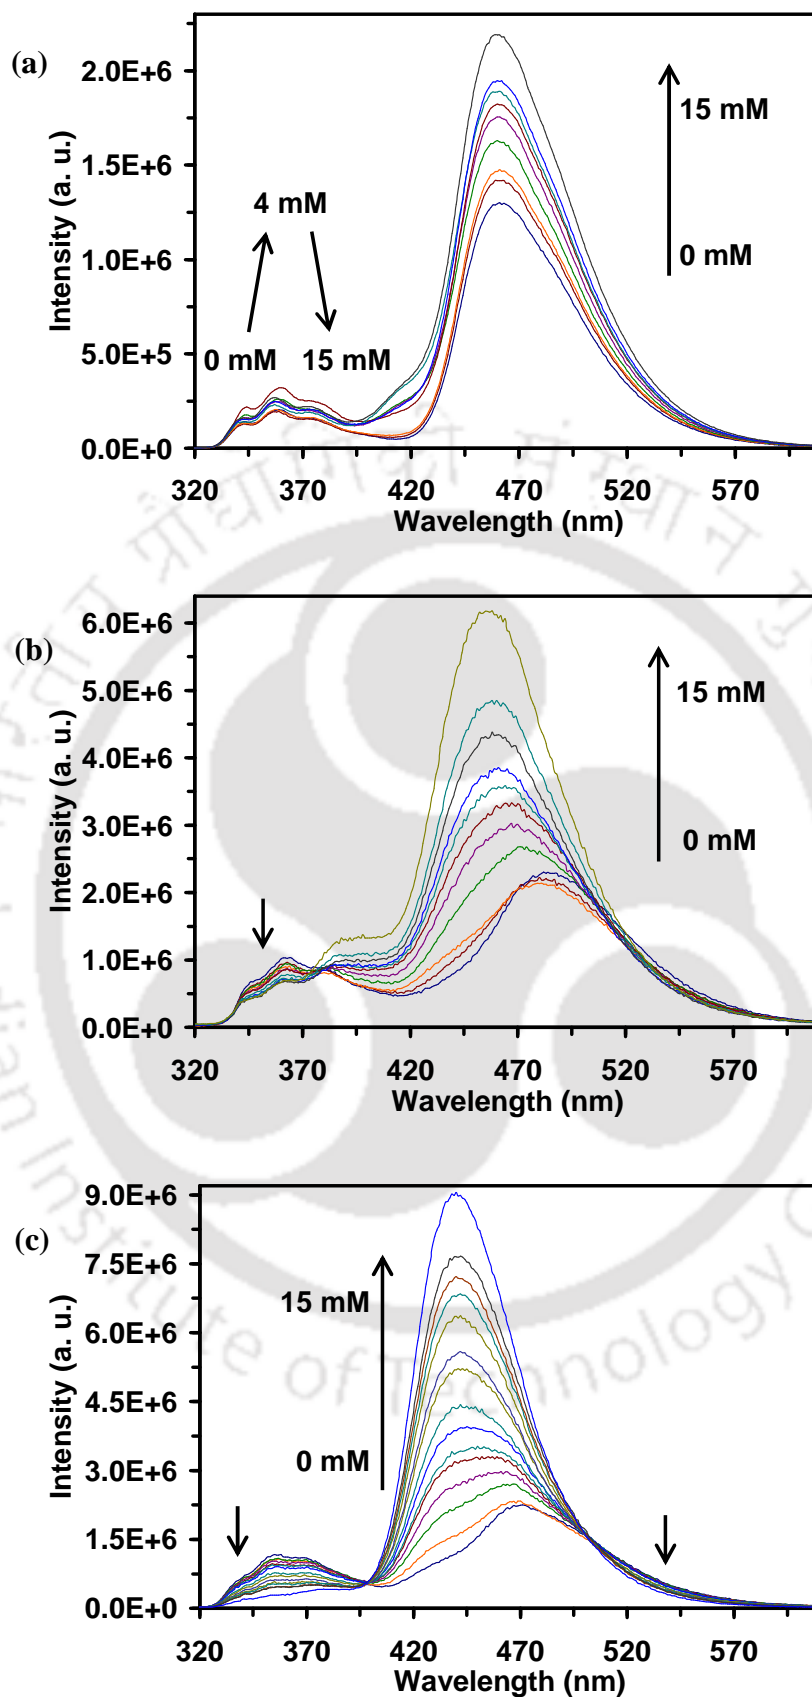 (a)
2.0E+6
1.5E+6
1.0E+6
5.0E+5
0.0E+0
Intensity (a. u.)
4 mM
0 mM
15 mM
15 mM
0 mM
320 370 420 470 520 570
Wavelength (nm)
(b)
6.0E+6
5.0E+6
4.0E+6
3.0E+6
2.0E+6
1.0E+6
0.0E+0
Intensity (a. u.)
15 mM
0 mM
320 370 420 470 520 570
Wavelength (nm)
(c)
9.0E+6
7.5E+6
6.0E+6
4.5E+6
3.0E+6
1.5E+6
0.0E+0
Intensity (a. u.)
15 mM
0 mM
320 370 420 470 520 570
Wavelength (nm)
Institute of Technology